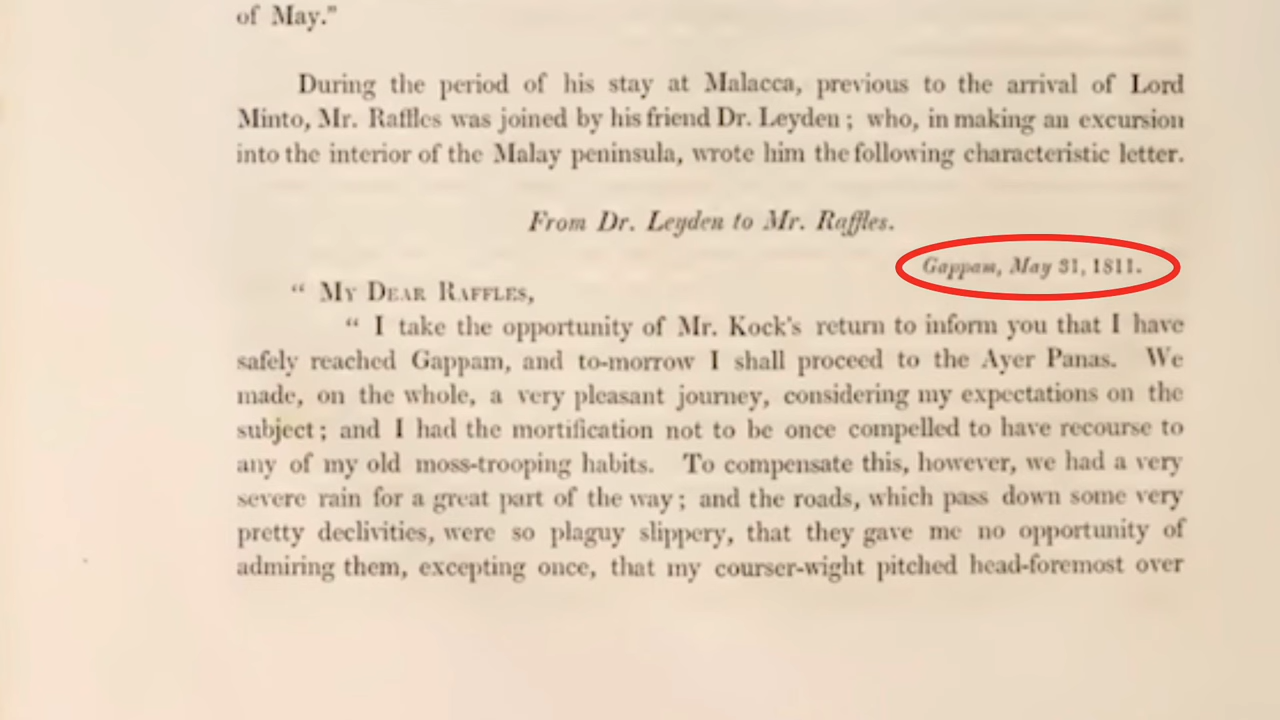 of May."
During the period of his stay at Malacca, previous to the arrival of Lord
Minto, Mr. Raffles was joined by his friend Dr. Leyden; who, in making an excursion
into the interior of the Malay peninsula, wrote him the following characteristic letter.
From Dr. Leyden to Mr. Raffles.
Gappam, May 31, 1811.
“ MY DEAR RAFFLES,
“ I take the opportunity of Mr. Kock's return to inform you that I have
safely reached Gappam, and to-morrow I shall proceed to the Ayer Panas. We
made, on the whole, a very pleasant journey, considering my expectations on the
subject; and I had the mortification not to be once compelled to have recourse to
any of my old moss-trooping habits. To compensate this, however, we had a very
severe rain for a great part of the way; and the roads, which pass down some very
pretty declivities, were so plaguy slippery, that they gave me no opportunity of
admiring them, excepting once, that my courser-wight pitched head-foremost over